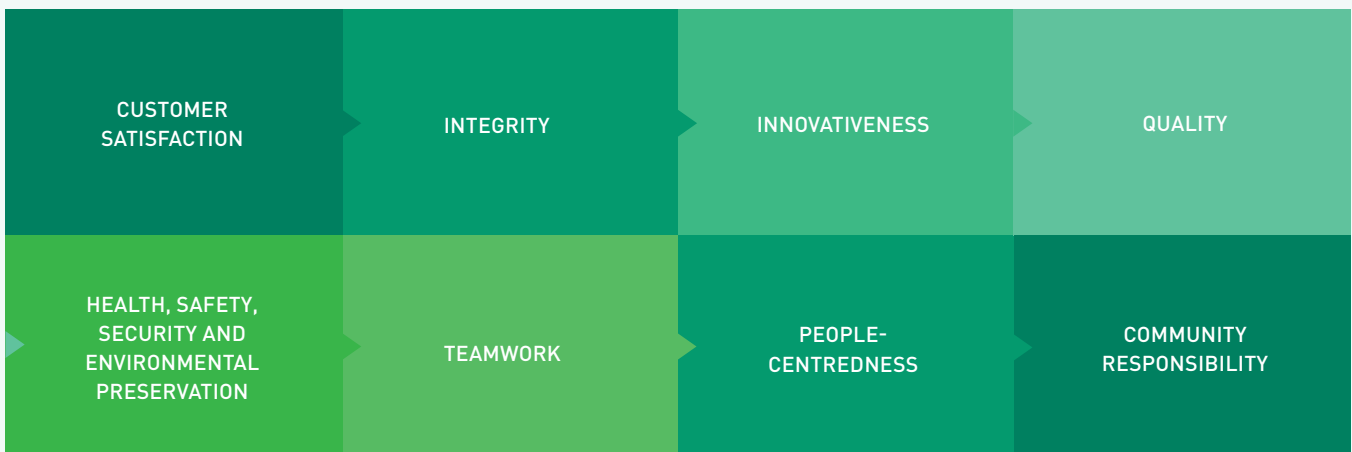 CUSTOMER
SATISFACTION
INTEGRITY
INNOVATIVENESS
QUALITY
HEALTH, SAFETY,
SECURITY AND
ENVIRONMENTAL
PRESERVATION
TEAMWORK
PEOPLE-
CENTREDNESS
COMMUNITY
RESPONSIBILITY